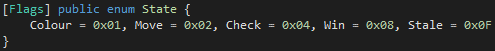 [Flags] public enum State {
Colour = 0x01, Move = 0x02, Check = 0x04, Win = 0x08, Stale = 0x0F
}